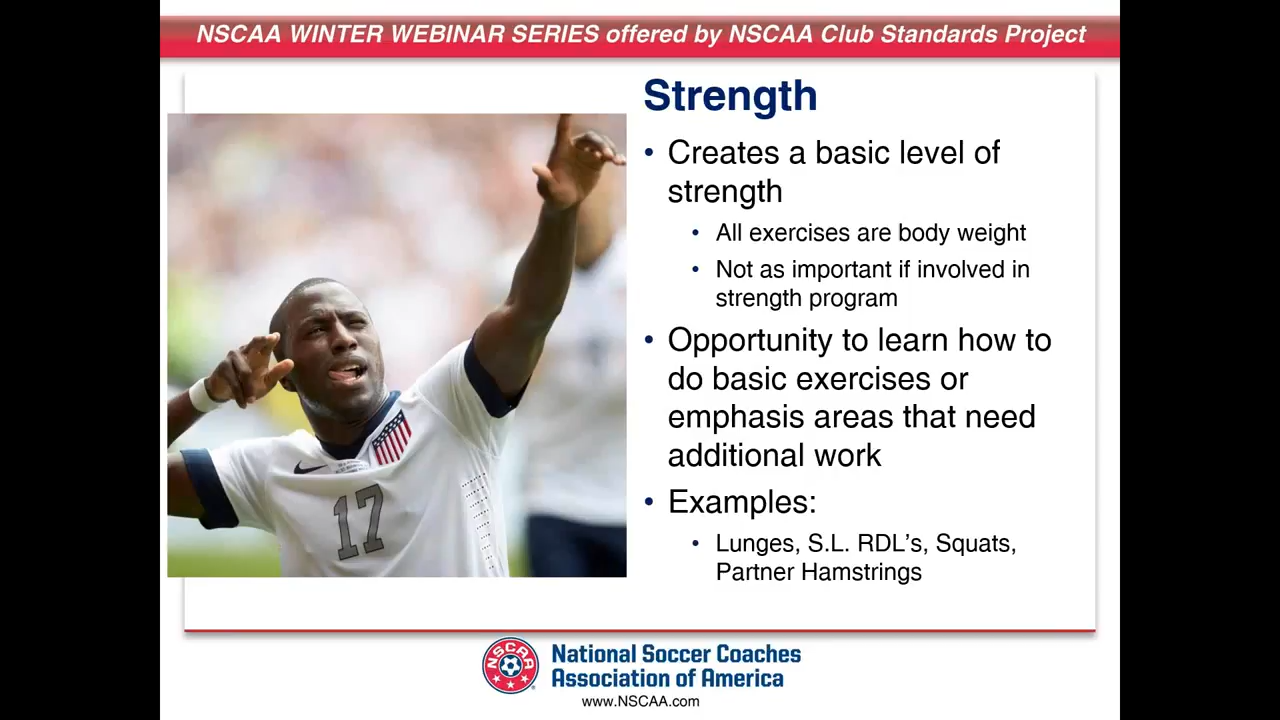 NSCAA WINTER WEBINAR SERIES offered by NSCAA Club Standards Project
Strength
• Creates a basic level of
strength
• All exercises are body weight
• Not as important if involved in
strength program
• Opportunity to learn how to
do basic exercises or
emphasis areas that need
additional work
• Examples:
• Lunges, S.L. RDL's, Squats,
Partner Hamstrings
17
NSCAA
National Soccer Coaches
Association of America
www.NSCAA.com